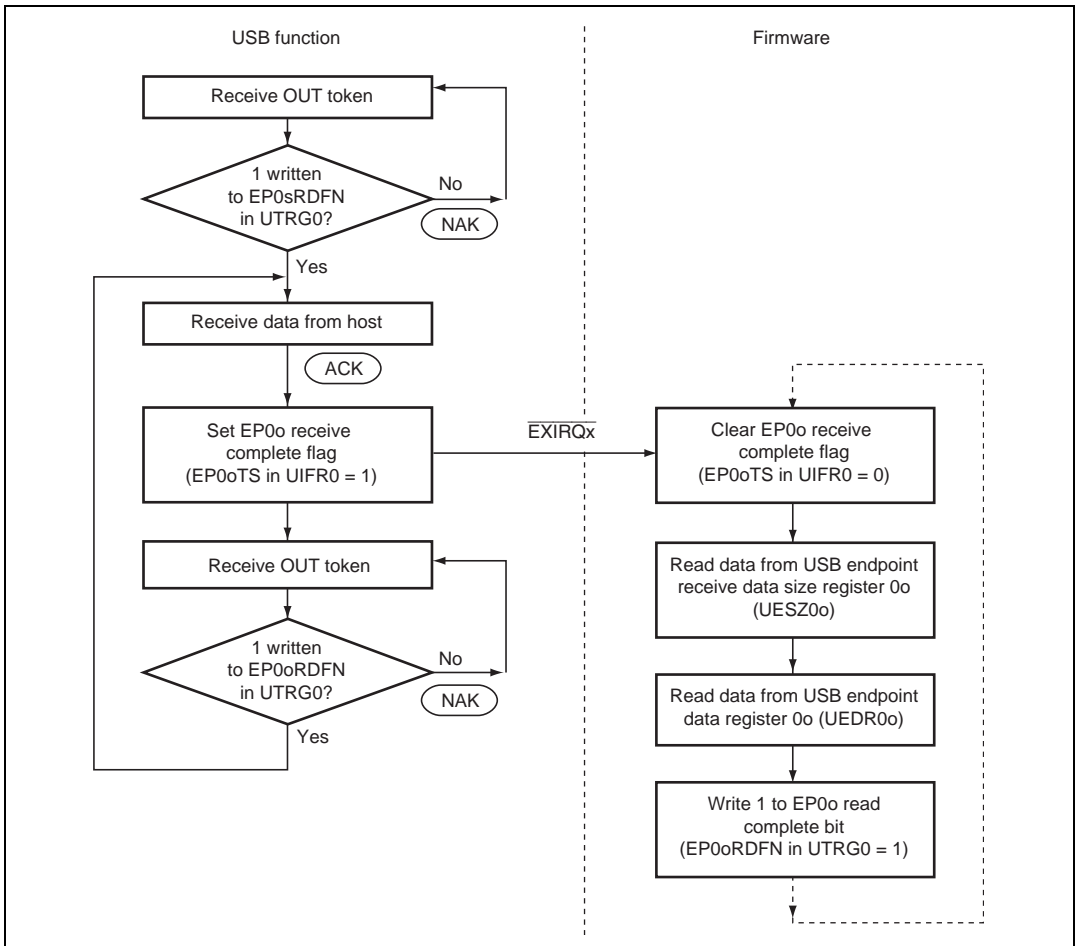 USB function
Firmware
Receive OUT token
1 written
to EP0sRDFN
in UTRG0?
No
NAK
Yes
Receive data from host
ACK
Set EP0o receive
complete flag
(EP0oTS in UIFR0 = 1)
EXIRQx
Clear EP0o receive
complete flag
(EP0oTS in UIFR0 = 0)
Receive OUT token
Read data from USB endpoint
receive data size register 0o
(UESZ0o)
1 written
to EP0oRDFN
in UTRG0?
No
NAK
Yes
Read data from USB endpoint
data register 0o (UEDR0o)
Write 1 to EP0o read
complete bit
(EP0oRDFN in UTRG0 = 1)